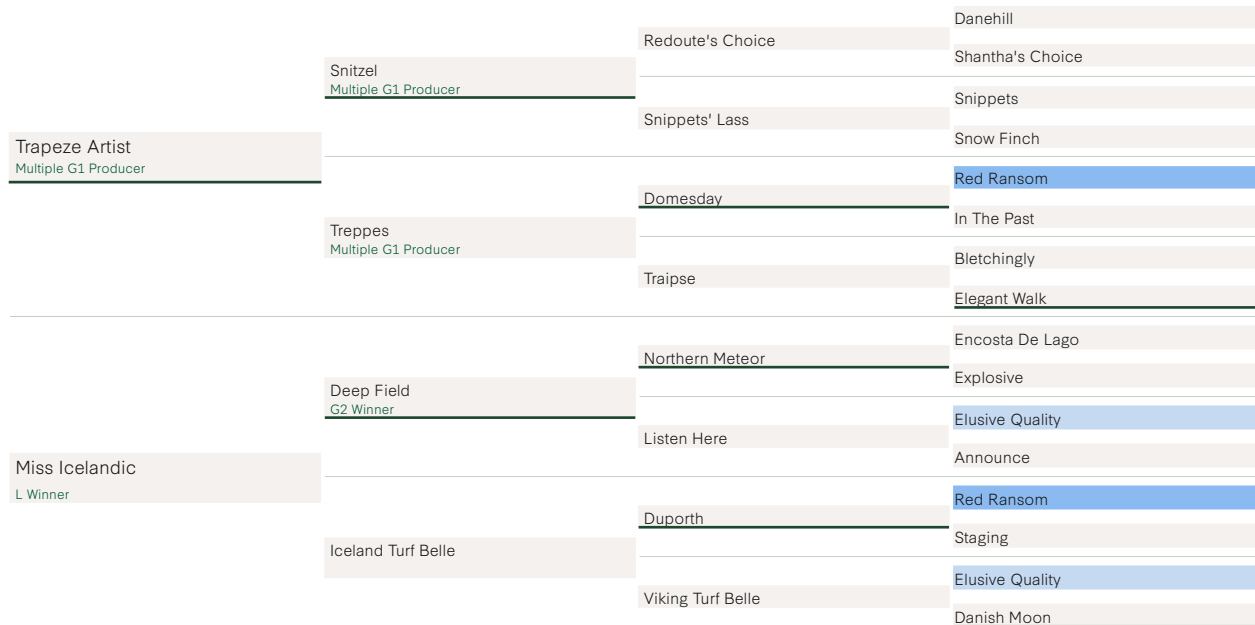 Trapeze Artist
Multiple G1 Producer
Miss Icelandic
L Winner
Snitzel
Multiple G1 Producer
Treppes
Multiple G1 Producer
Deep Field
G2 Winner
Iceland Turf Belle
Redoute's Choice
Snippets' Lass
Domesday
Traipse
Northern Meteor
Listen Here
Duporth
Viking Turf Belle
Danehill
Shantha's Choice
Snippets
Snow Finch
Red Ransom
In The Past
Bletchingly
Elegant Walk
Encosta De Lago
Explosive
Elusive Quality
Announce
Red Ransom
Staging
Elusive Quality
Danish Moon